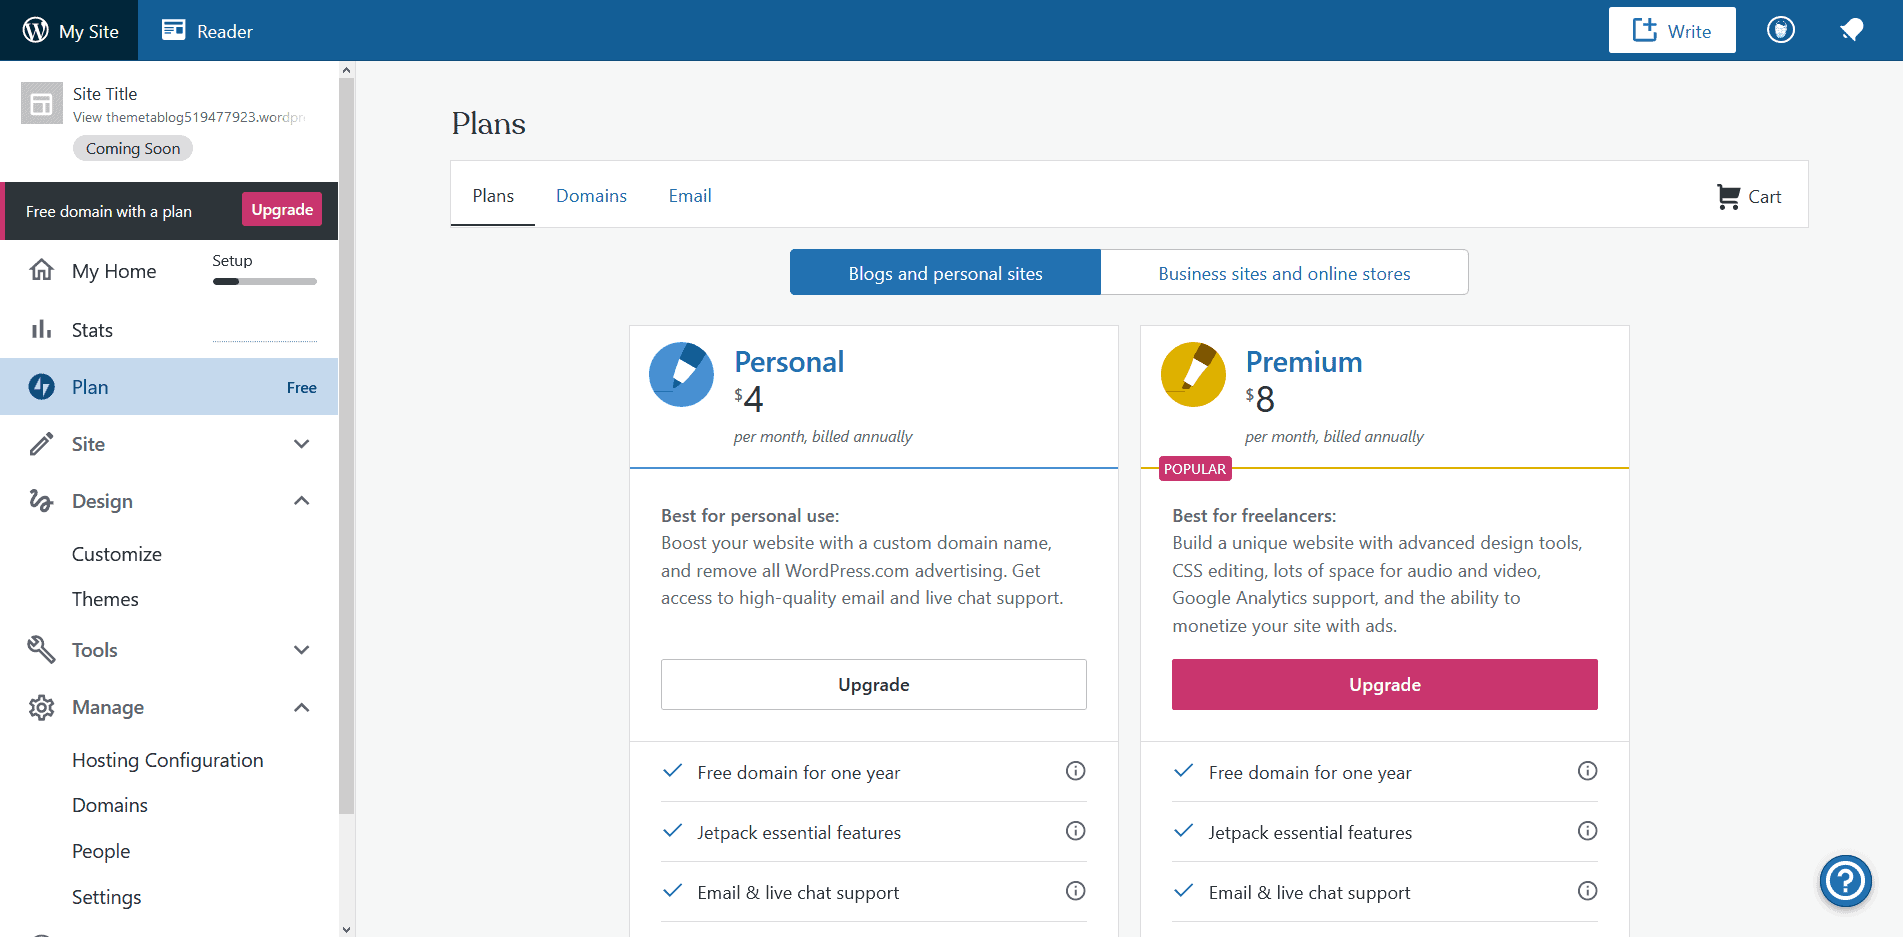 My Site
Reader
Write
Site Title
View themetablog519477923.wordpr
Coming Soon
Free domain with a plan
Upgrade
My Home
Setup
Stats
Plan
Free
Site
Design
Customize
Themes
Tools
Manage
Hosting Configuration
Domains
People
Settings
Plans
Plans
Domains
Email
Cart
Blogs and personal sites
Business sites and online stores
Personal
$4
per month, billed annually
Best for personal use:
Boost your website with a custom domain name,
and remove all WordPress.com advertising. Get
access to high-quality email and live chat support.
Upgrade
Free domain for one year
Jetpack essential features
Email & live chat support
Premium
$8
per month, billed annually
POPULAR
Best for freelancers:
Build a unique website with advanced design tools,
CSS editing, lots of space for audio and video,
Google Analytics support, and the ability to
monetize your site with ads.
Upgrade
Free domain for one year
Jetpack essential features
Email & live chat support